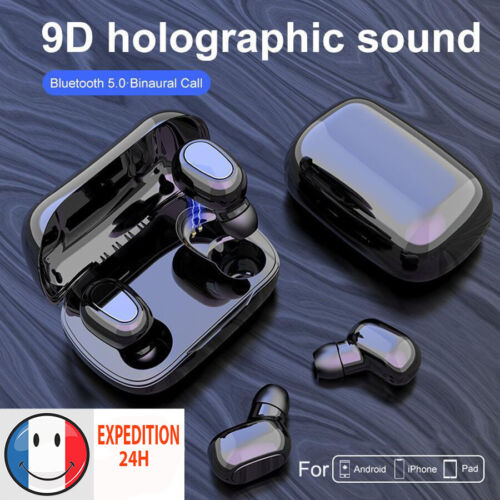 9D holographic sound
Bluetooth 5.0·Binaural Call
EXPEDITION
24H
For Android iPhone Pad